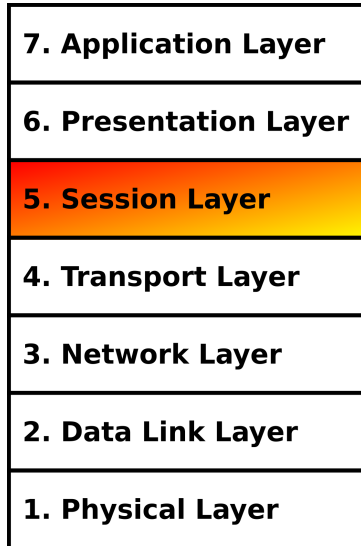 7. Application Layer
6. Presentation Layer
5. Session Layer
4. Transport Layer
3. Network Layer
2. Data Link Layer
1. Physical Layer